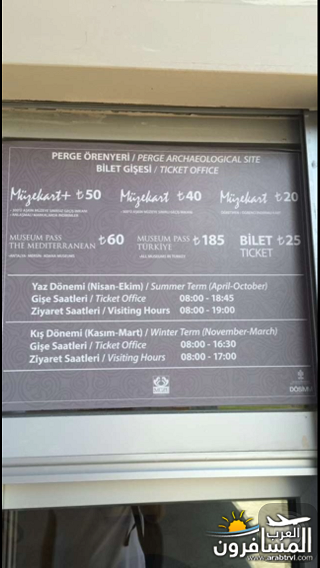 PERGE ÖRENYERİ / PERGE ARCHAEOLOGICAL SITE
BİLET GİŞESİ / TICKET OFFICE
Müzekart+ ₺50 Müzekart ₺40 Müzekart ₺20
MUSEUM PASS THE MEDITERRANEAN ₺60 MUSEUM PASS TÜRKİYE ₺185 BİLET TICKET ₺25
Yaz Dönemi (Nisan-Ekim) / Summer Term (April-October)
Gişe Saatleri / Ticket Office 08:00 - 18:45
Ziyaret Saatleri / Visiting Hours 08:00 - 19:00
Kış Dönemi (Kasım-Mart) / Winter Term (November-March)
Gişe Saatleri / Ticket Office 08:00 - 16:30
Ziyaret Saatleri / Visiting Hours 08:00 - 17:00
العرب
المسافرون
www.arabtrvl.com